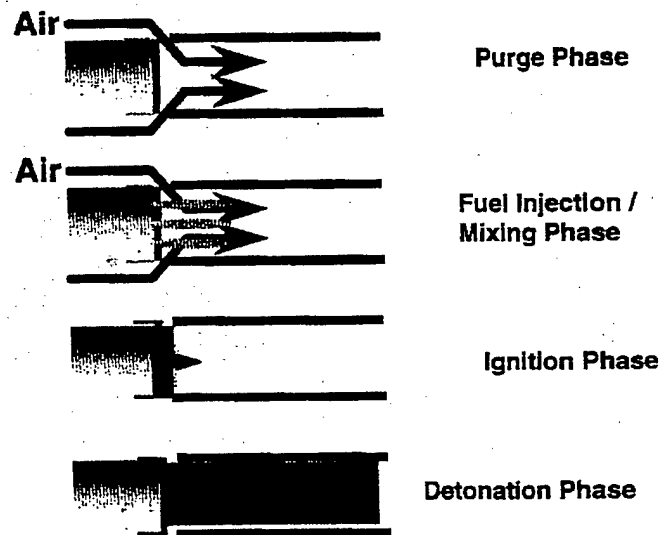 Air
Purge Phase
Air
Fuel Injection /
Mixing Phase
Ignition Phase
Detonation Phase